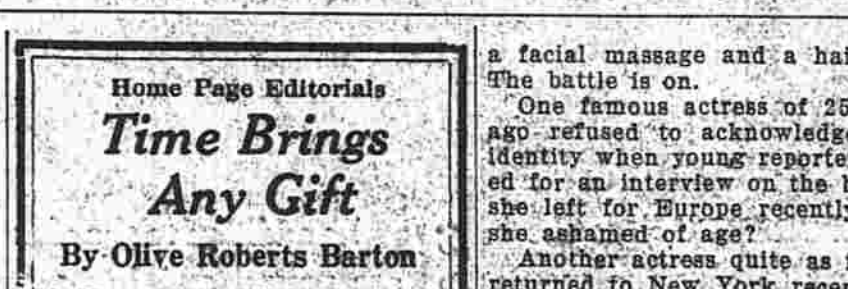 Home Page Editorials
Time Brings
Any Gift
By Olive Roberts Barton
a facial massage and a hai
The battle is on.
One famous actress of 25
ago refused to acknowledge
identity when young reporte
ed for an interview on the
she left for Europe recently
she ashamed of age?
Another actress quite as
returned to New York recen